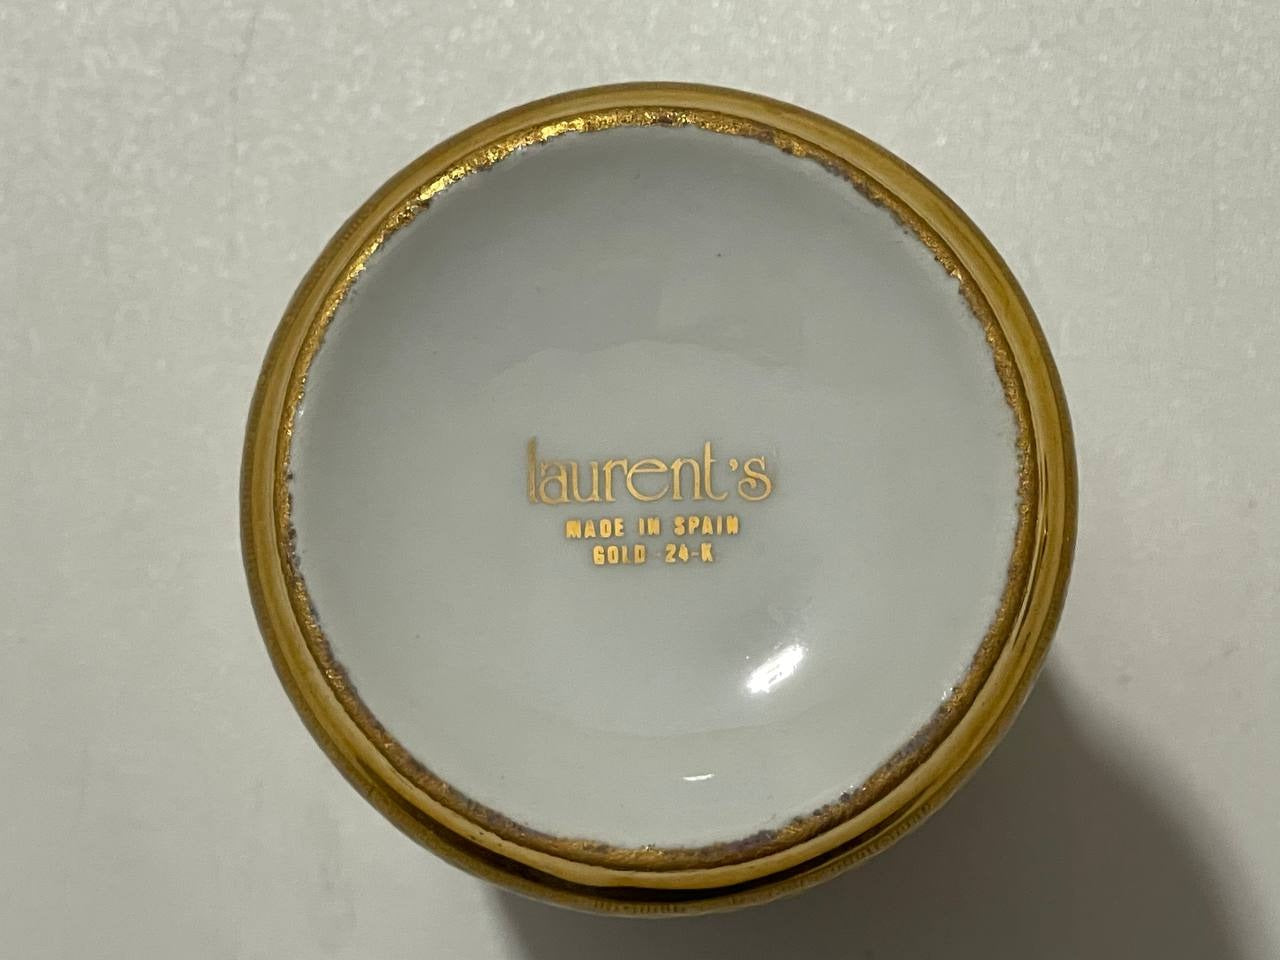 laurent's
MADE IN SPAIN
GOLD 24-K